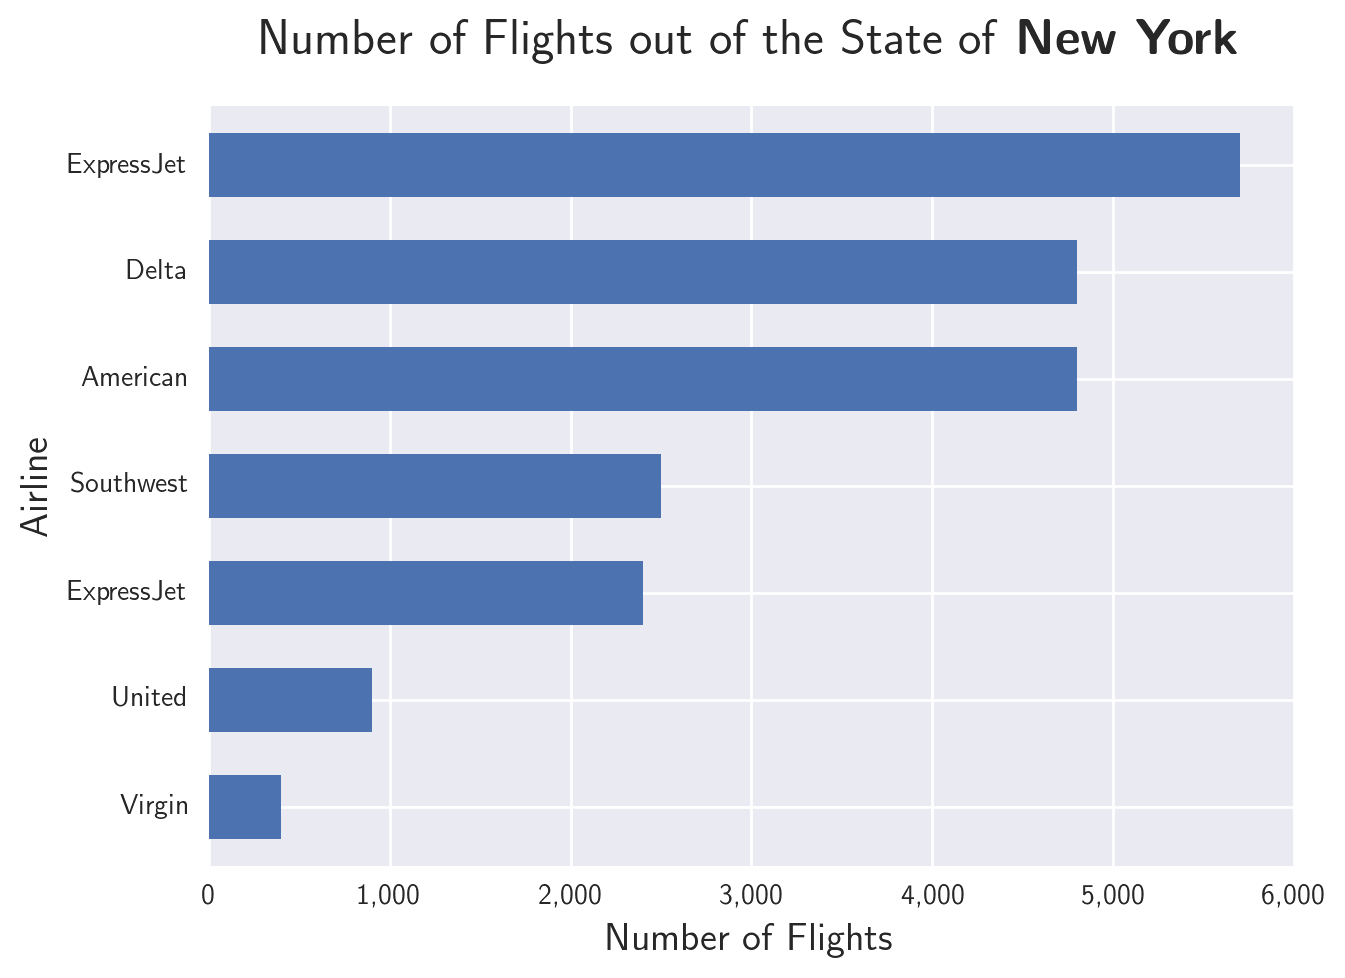 Number of Flights out of the State of New York
ExpressJet
Delta
American
Southwest
ExpressJet
United
Virgin
Airline
0 1,000 2,000 3,000 4,000 5,000 6,000
Number of Flights